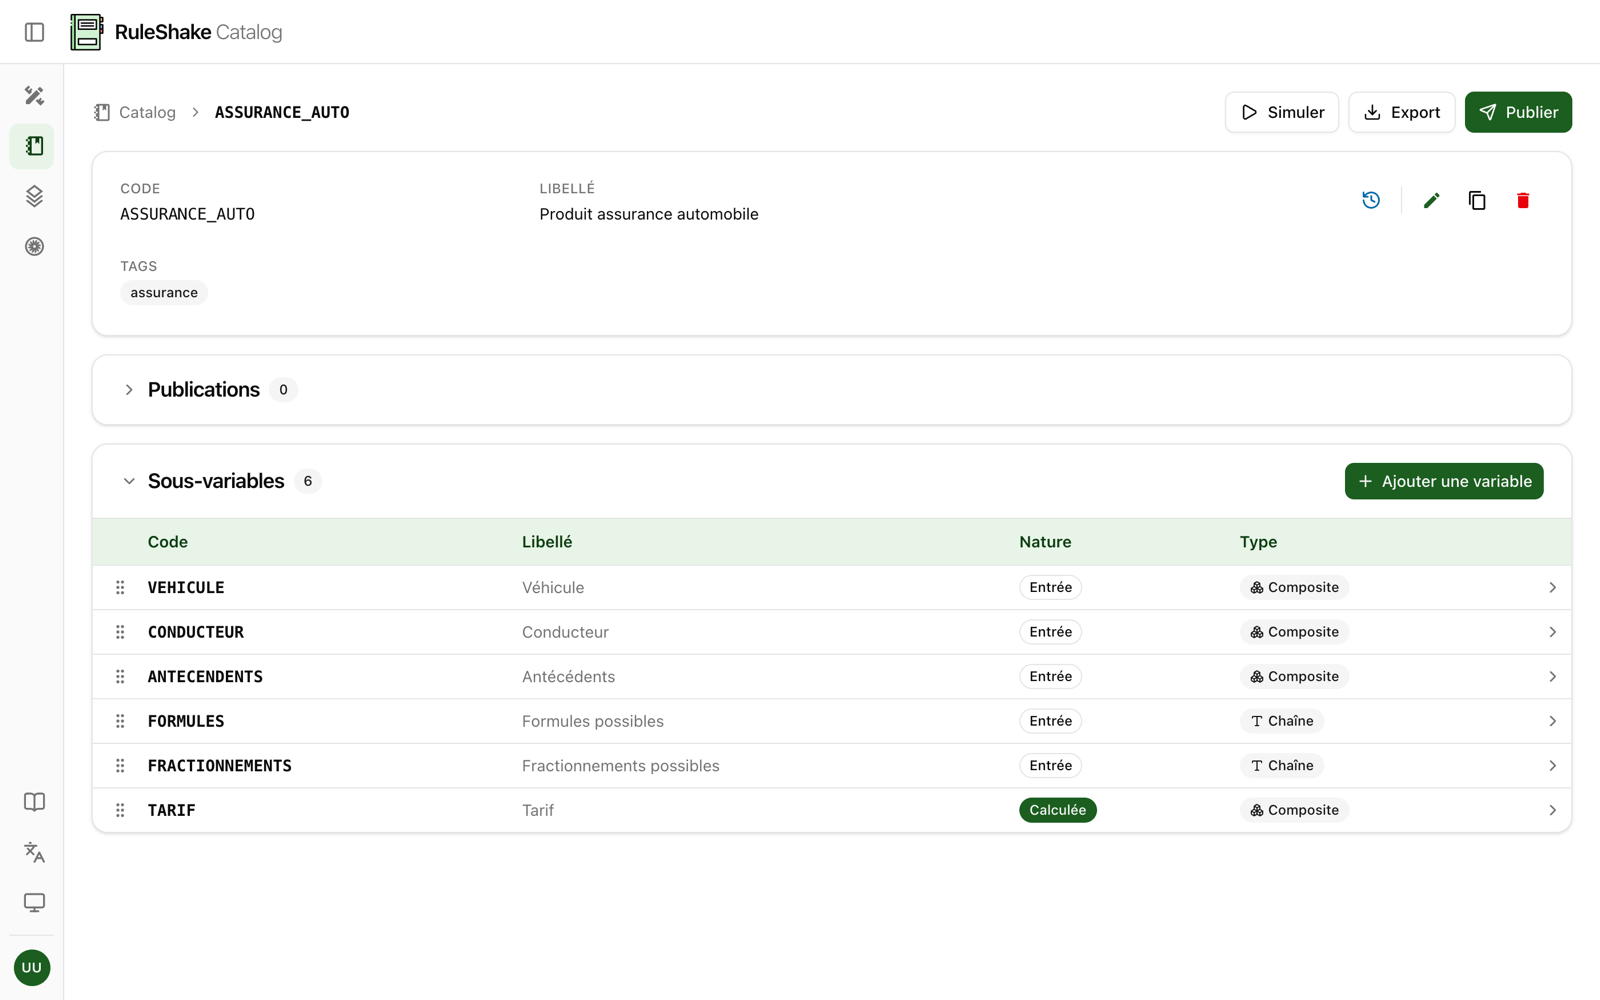 RuleShake Catalog
Catalog > ASSURANCE_AUTO
Simuler
Export
Publier
CODE
LIBELLÉ
ASSURANCE_AUTO
Produit assurance automobile
TAGS
assurance
Publications 0
Sous-variables 6
+ Ajouter une variable
Code Libellé Nature Type
VEHICULE Véhicule Entrée Composite
CONDUCTEUR Conducteur Entrée Composite
ANTECENDENTS Antécédents Entrée Composite
FORMULES Formules possibles Entrée Chaîne
FRACTIONNEMENTS Fractionnements possibles Entrée Chaîne
TARIF Tarif Calculée Composite
UU